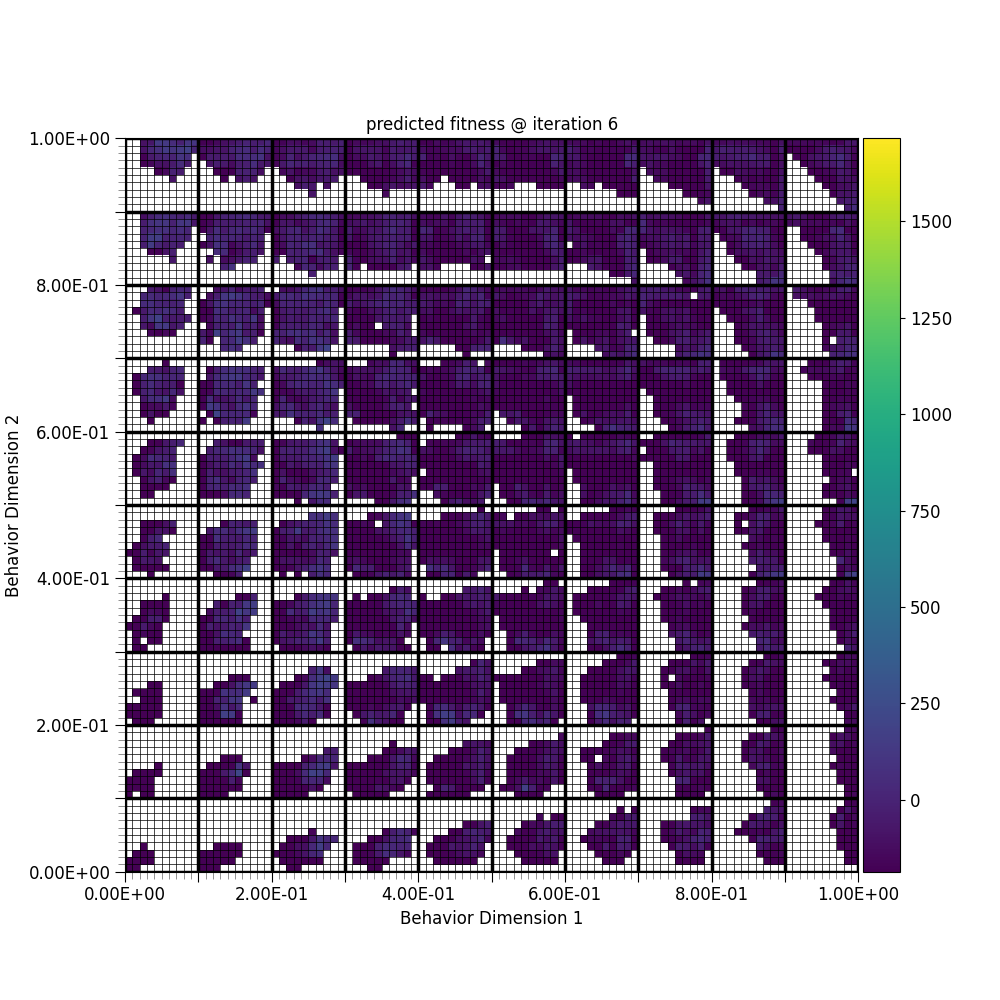 predicted fitness @ iteration 6
1.00E+00
8.00E-01
6.00E-01
4.00E-01
2.00E-01
0.00E+00
Behavior Dimension 2
0.00E+00 2.00E-01 4.00E-01 6.00E-01 8.00E-01 1.00E+00
Behavior Dimension 1
1500
1250
1000
750
500
250
0